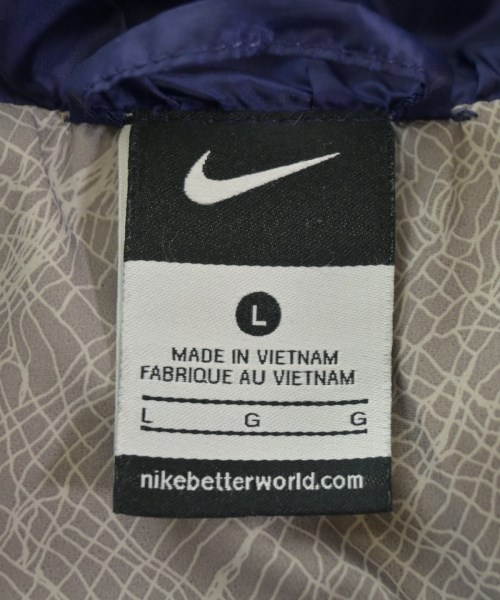 L
MADE IN VIETNAM
FABRIQUE AU VIETNAM
L G G
nikebetterworld.com